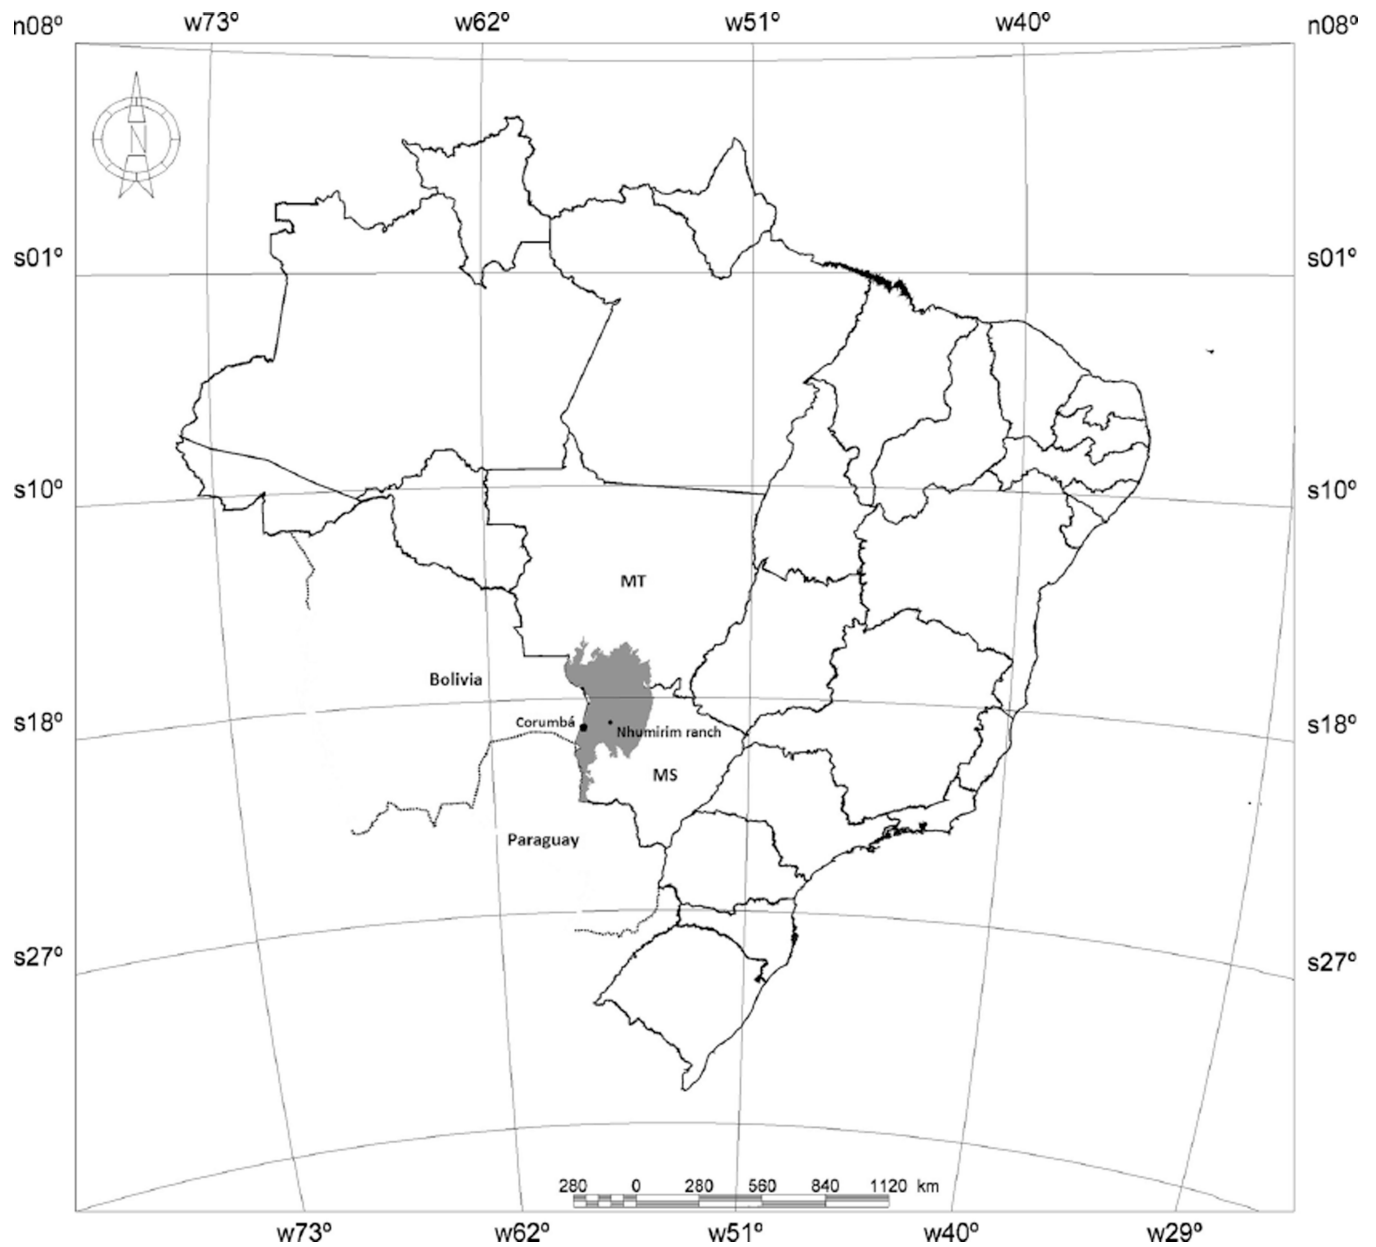 w73º w62º w51º w40º
n08º n08º
N
s01º s01º
s10º s10º
MT
Bolivia
s18º Corumbá s18º
Nhumirim ranch
MS
Paraguay
s27º s27º
280 0 280 560 840 1120 km
w73º w62º w51º w40º w29º